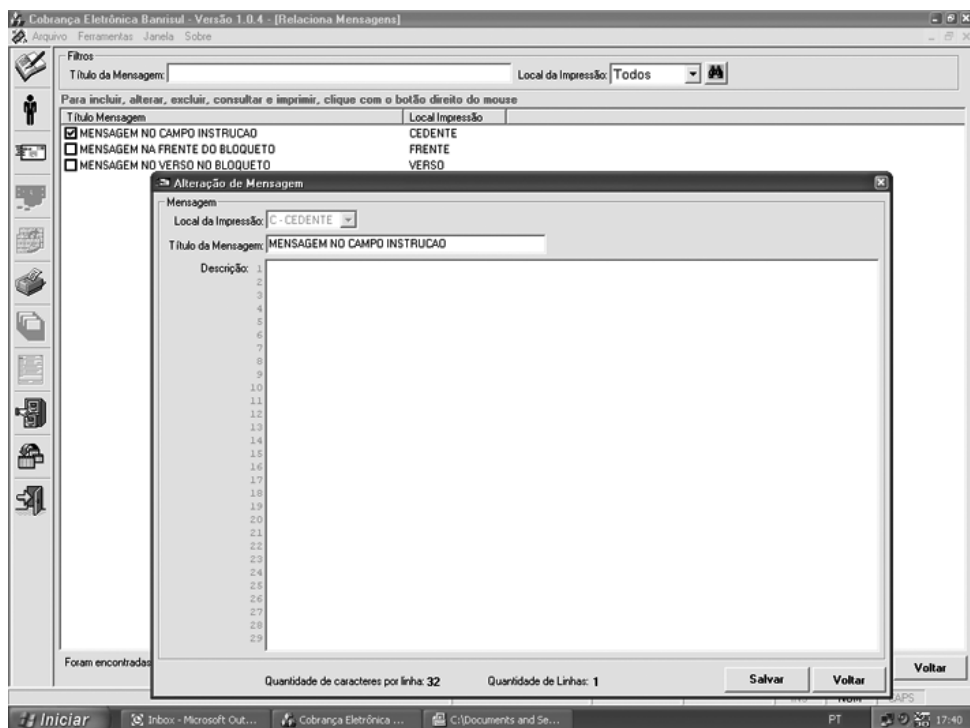 Cobrança Eletrônica Banrisul - Versão 1.0.4 - [Relaciona Mensagens]
Arquivo Ferramentas Janela Sobre
Filtros
Título da Mensagem: Local da Impressão: Todos
Para incluir, alterar, excluir, consultar e imprimir, clique com o botão direito do mouse
Título Mensagem Local Impressão
MENSAGEM NO CAMPO INSTRUCAO CEDENTE
MENSAGEM NA FRENTE DO BLOQUETO FRENTE
MENSAGEM NO VERSO NO BLOQUETO VERSO
Alteração de Mensagem
Mensagem
Local da Impressão: C - CEDENTE
Título da Mensagem: MENSAGEM NO CAMPO INSTRUCAO
Descrição: 1
2
3
4
5
6
7
8
9
10
11
12
13
14
15
16
17
18
19
20
21
22
23
24
25
26
27
28
29
Foram encontradas
Voltar
Quantidade de caracteres por linha: 32 Quantidade de Linhas: 1 Salvar Voltar
NUM CAPS
Iniciar Inbox - Microsoft Out... Cobrança Eletrônica ... C:\Documents and Se... PT 17:40